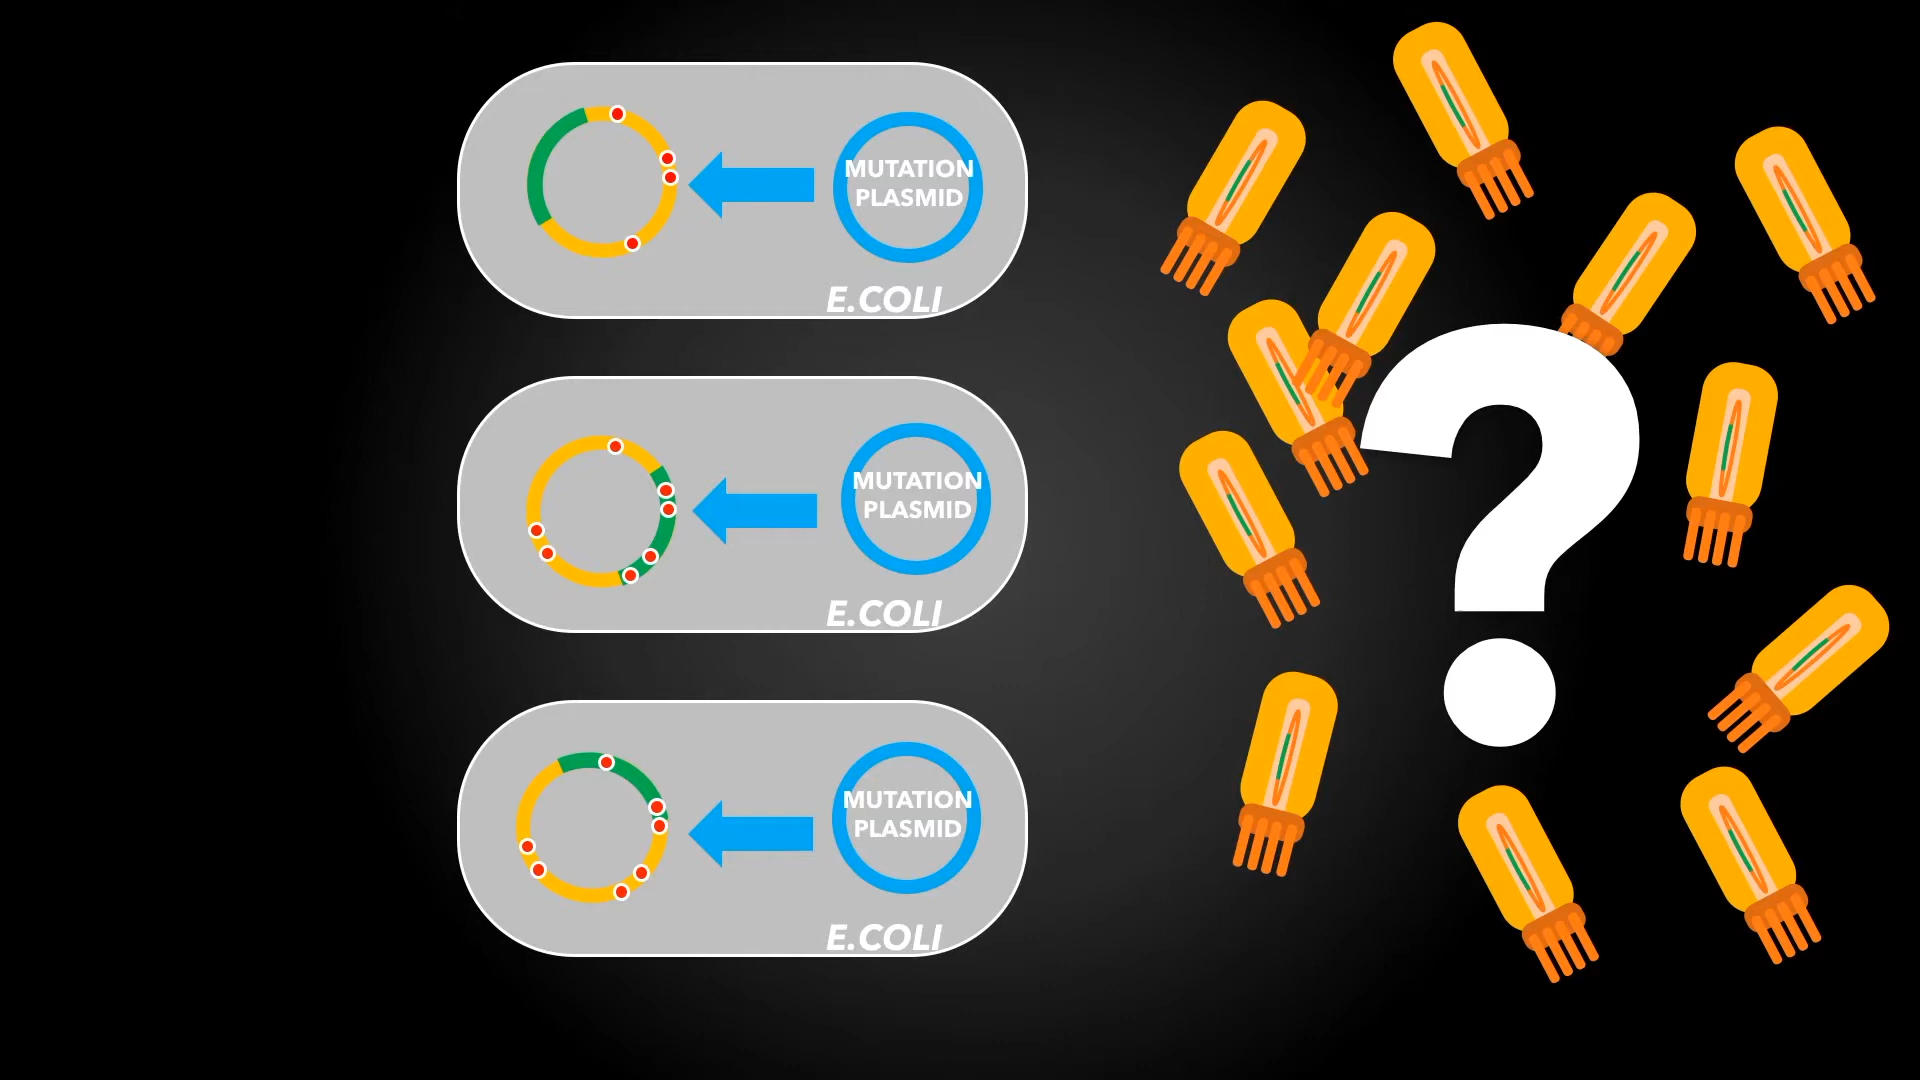 MUTATION
PLASMID
E.COLI
MUTATION
PLASMID
E.COLI
MUTATION
PLASMID
E.COLI
?